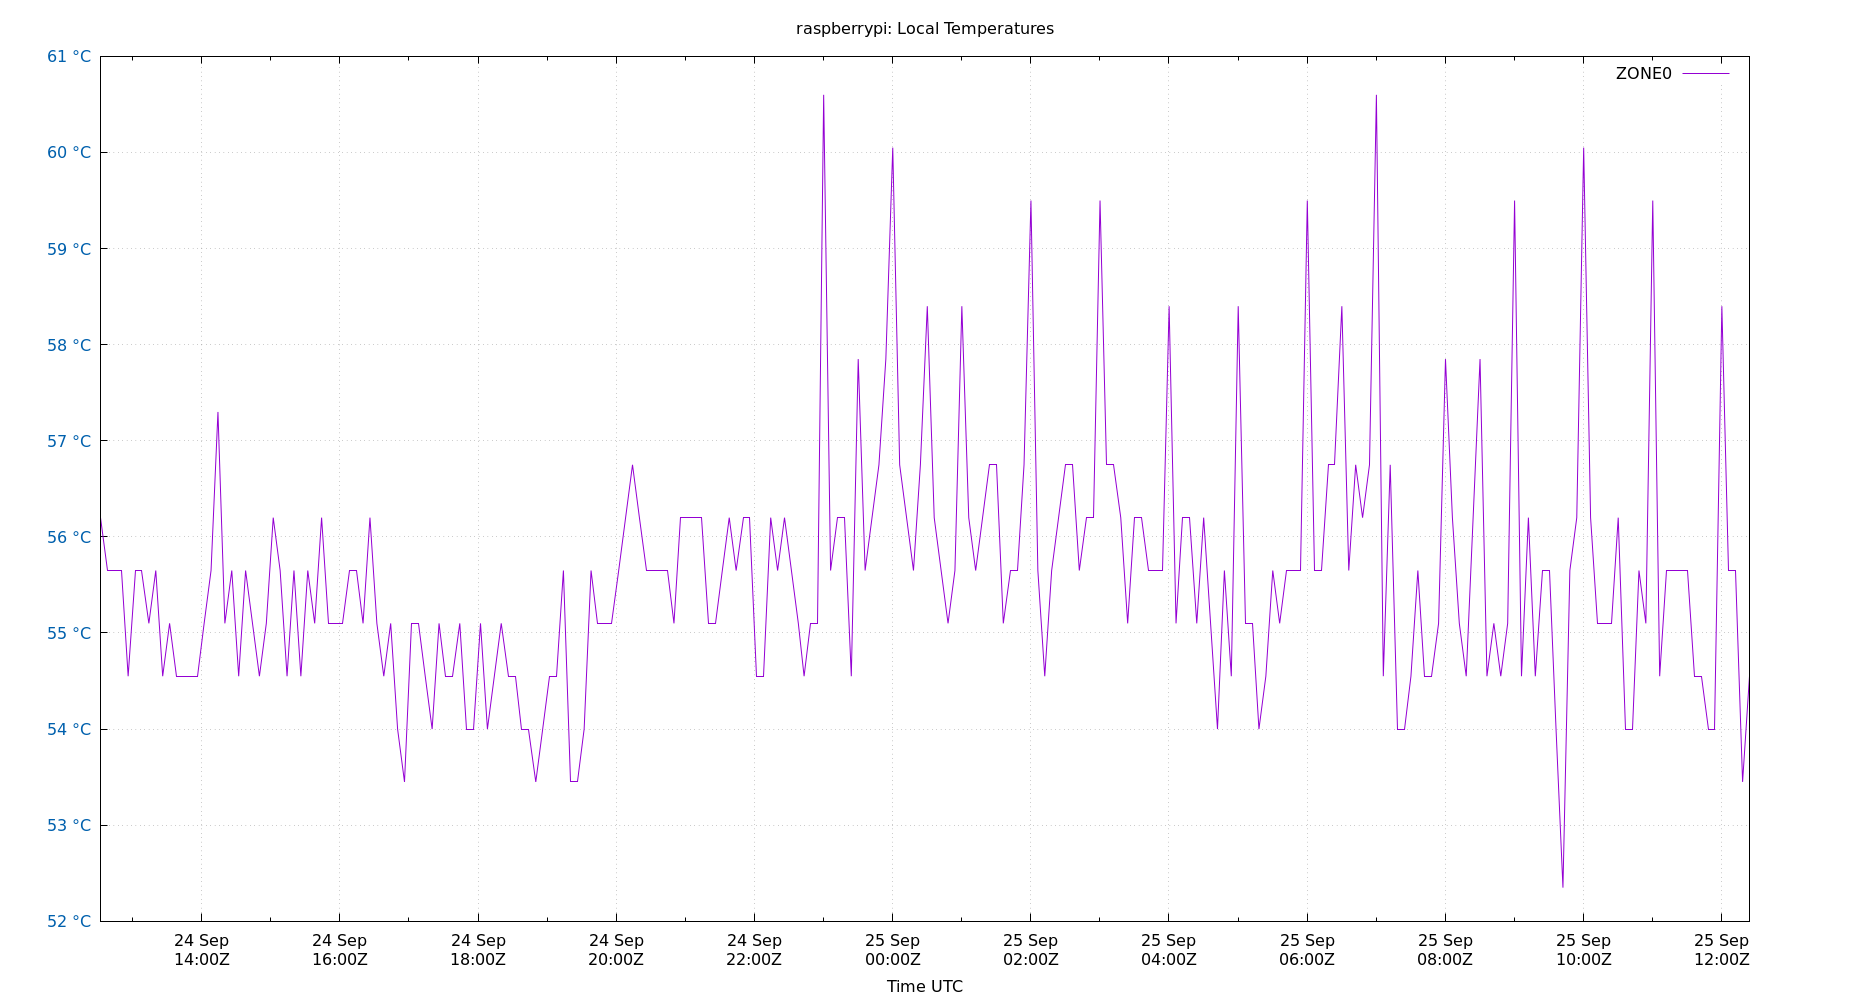 raspberrypi: Local Temperatures
61 °C
ZONE0
60 °C
59 °C
58 °C
57 °C
56 °C
55 °C
54 °C
53 °C
52 °C
24 Sep 24 Sep 24 Sep 24 Sep 24 Sep 25 Sep 25 Sep 25 Sep 25 Sep 25 Sep 25 Sep 25 Sep
14:00Z 16:00Z 18:00Z 20:00Z 22:00Z 00:00Z 02:00Z 04:00Z 06:00Z 08:00Z 10:00Z 12:00Z
Time UTC